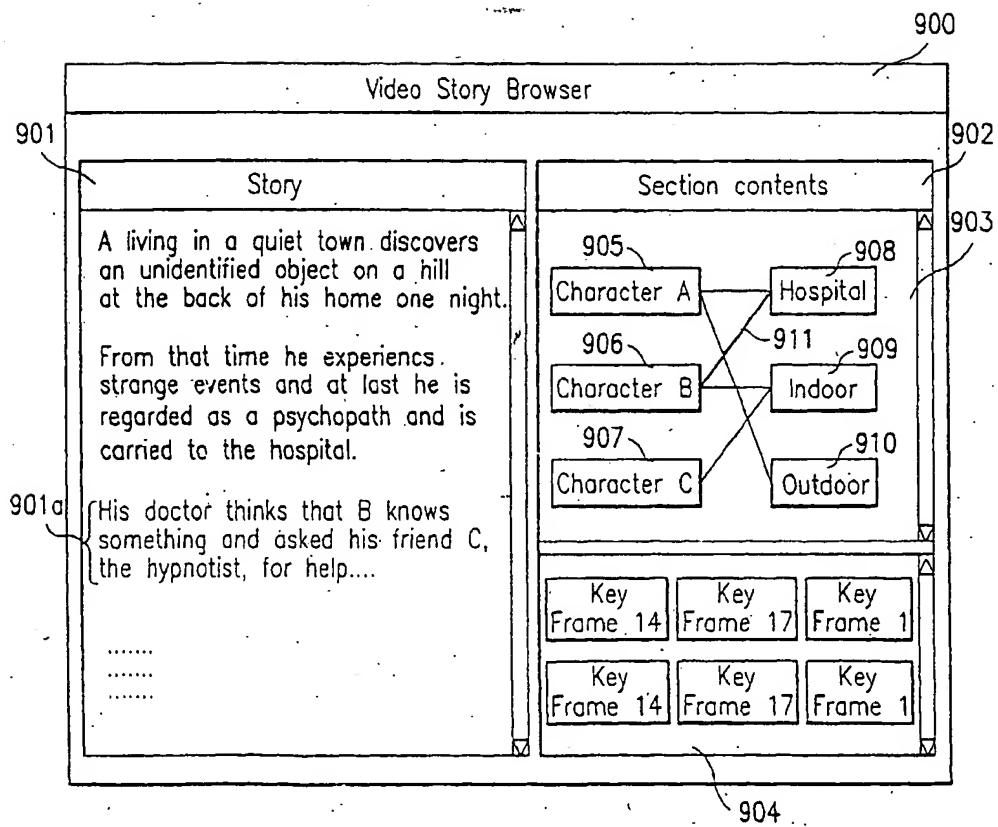 900
Video Story Browser
901
902
Story
Section contents
903
A living in a quiet town discovers
an unidentified object on a hill
at the back of his home one night.
From that time he experiencs
strange events and at last he is
regarded as a psychopath and is
carried to the hospital.
901a
His doctor thinks that B knows
something and asked his friend C,
the hypnotist, for help....
.......
.......
.......
905
908
Character A
Hospital
911
906
909
Character B
Indoor
907
910
Character C
Outdoor
Key Frame 14
Key Frame 17
Key Frame 1
Key Frame 14
Key Frame 17
Key Frame 1
904